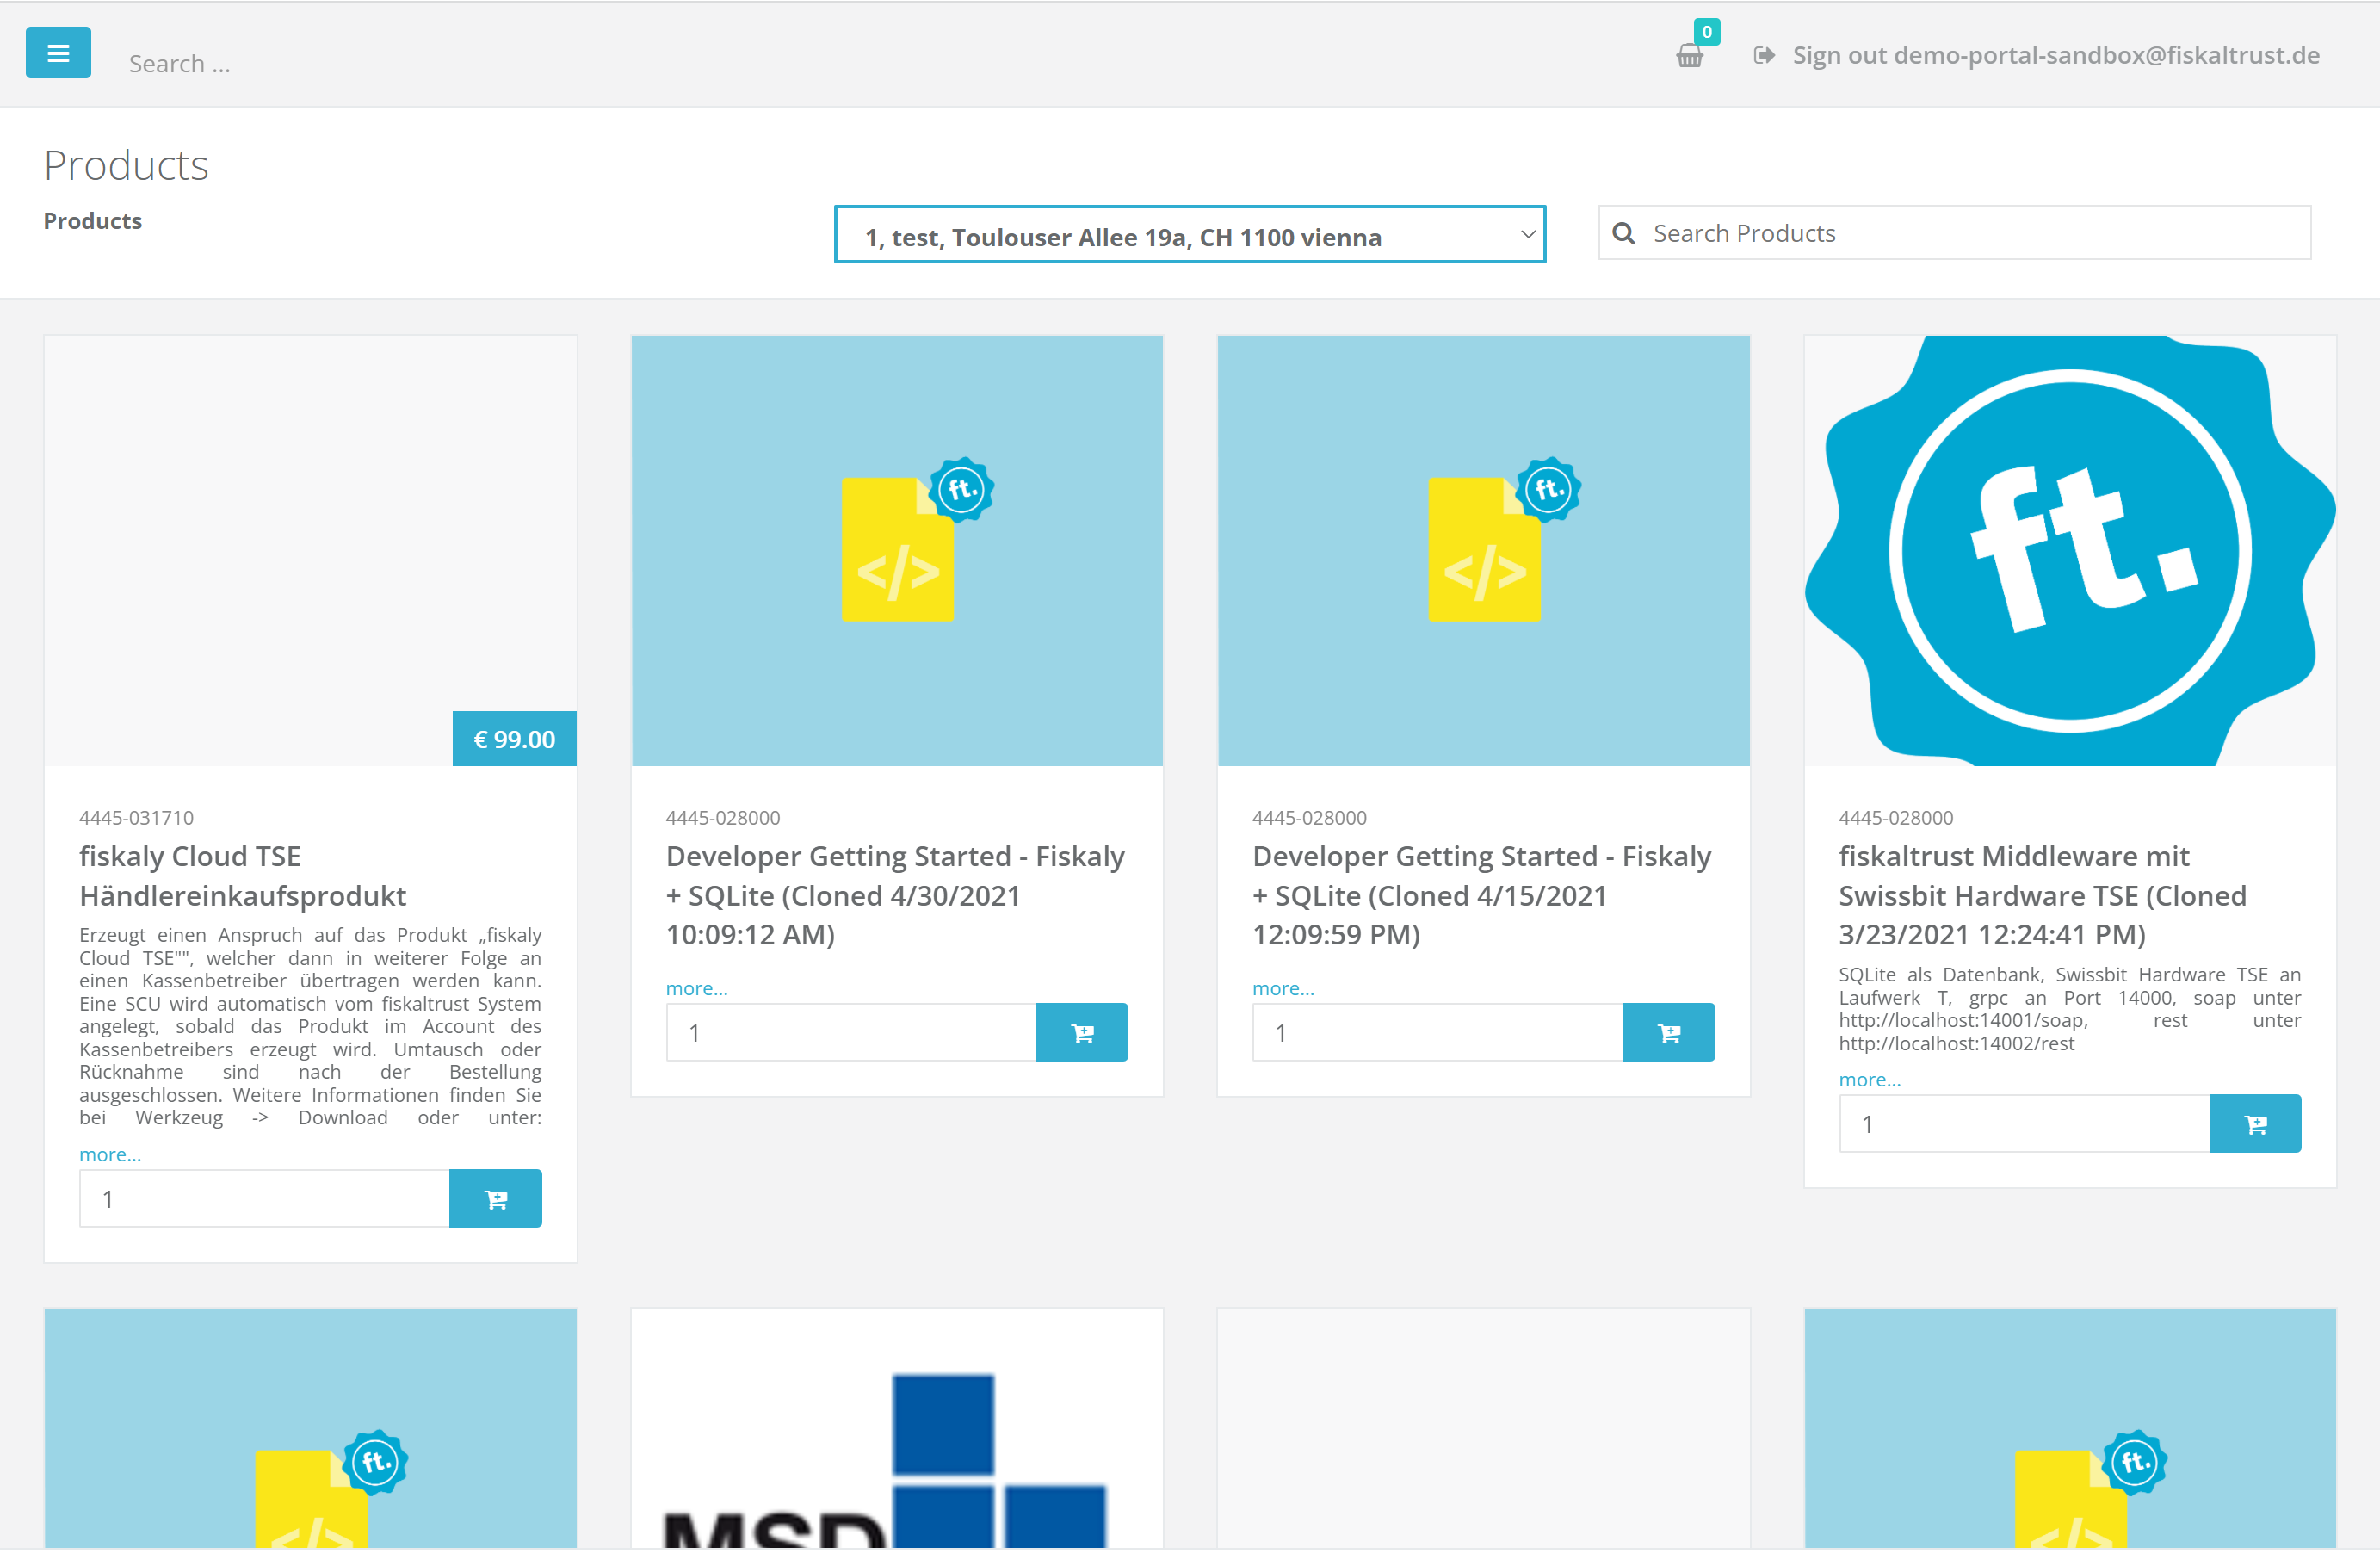 Search ...
0
Sign out demo-portal-sandbox@fiskaltrust.de
Products
Products
1, test, Toulouser Allee 19a, CH 1100 vienna
Search Products
€ 99.00
4445-031710
fiskaly Cloud TSE
Händlereinkaufsprodukt
Erzeugt einen Anspruch auf das Produkt „fiskaly
Cloud TSE"", welcher dann in weiterer Folge an
einen Kassenbetreiber übertragen werden kann.
Eine SCU wird automatisch vom fiskaltrust System
angelegt, sobald das Produkt im Account des
Kassenbetreibers erzeugt wird. Umtausch oder
Rücknahme sind nach der Bestellung
ausgeschlossen. Weitere Informationen finden Sie
bei Werkzeug -> Download oder unter:
more...
1
ft.
</>
4445-028000
Developer Getting Started - Fiskaly
+ SQLite (Cloned 4/30/2021
10:09:12 AM)
more...
1
ft.
</>
4445-028000
Developer Getting Started - Fiskaly
+ SQLite (Cloned 4/15/2021
12:09:59 PM)
more...
1
ft.
4445-028000
fiskaltrust Middleware mit
Swissbit Hardware TSE (Cloned
3/23/2021 12:24:41 PM)
SQLite als Datenbank, Swissbit Hardware TSE an
Laufwerk T, grpc an Port 14000, soap unter
http://localhost:14001/soap, rest unter
http://localhost:14002/rest
more...
1
ft.
</>
MSD
ft.
</>